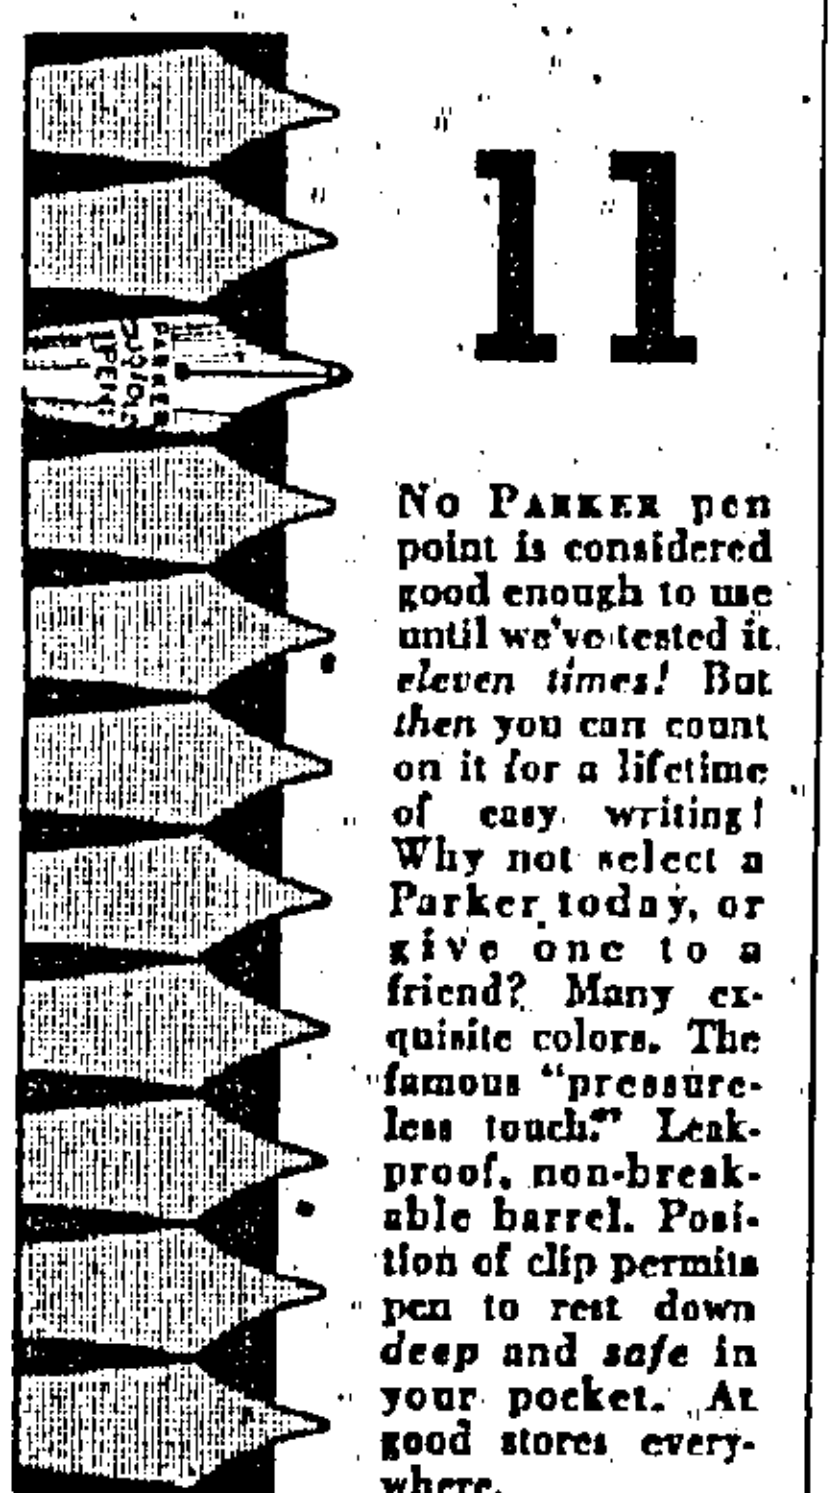 11
PARKER
DUOFOLD
PEN
No PARKER pen
point is considered
good enough to use
until we've tested it
eleven times! But
then you can count
on it for a lifetime
of easy writing!
Why not select a
Parker today, or
give one to a
friend? Many ex-
quisite colors. The
famous "pressure-
less touch." Leak-
proof, non-break-
able barrel. Posi-
tion of clip permits
pen to rest down
deep and safe in
your pocket. At
good stores every-
where.